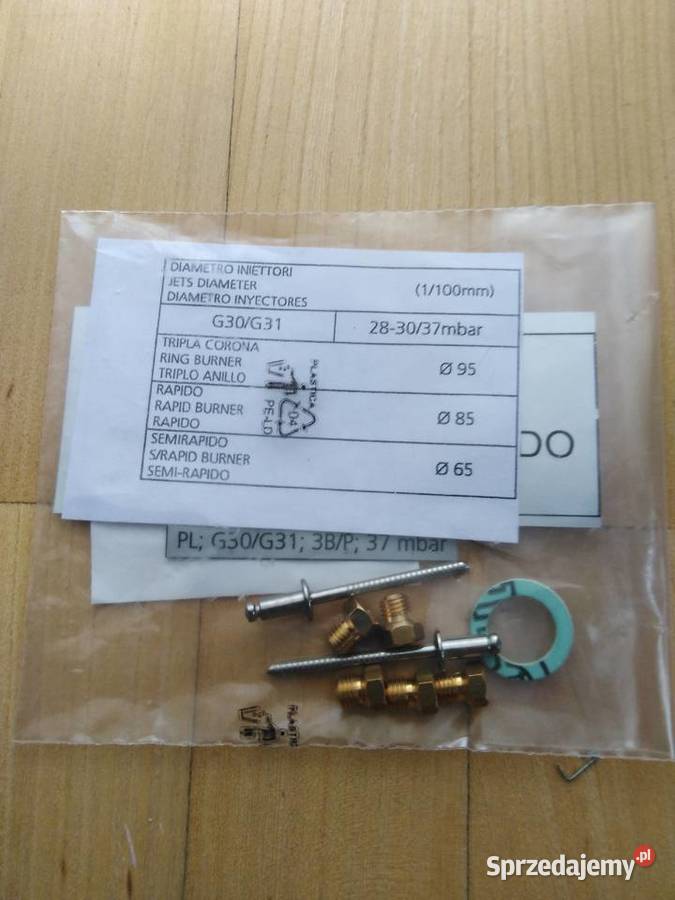 DIAMETRO INIETTORI
JETS DIAMETER
DIAMETRO INYECTORES
(1/100mm)
G30/G31
28-30/37mbar
TRIPLA CORONA
RING BURNER
TRIPLO ANILLO
Ø 95
RAPIDO
RAPID BURNER
RAPIDO
Ø 85
SEMIRAPIDO
S/RAPID BURNER
SEMI-RAPIDO
Ø 65
PLASTICA
04
PE-LD
DO
PL; G30/G31; 3B/P; 37 mbar
PLASTIC
Sprzedajemy.pl